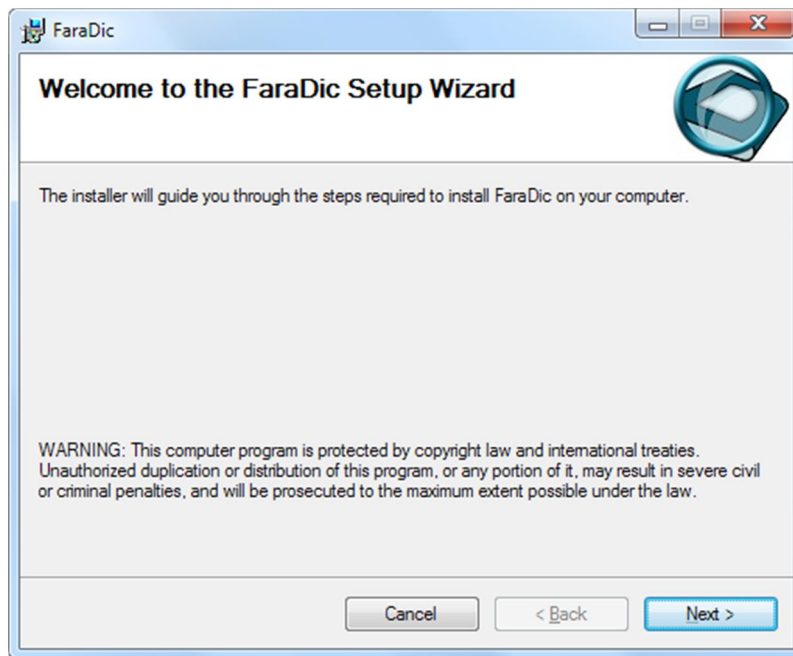 FaraDic
Welcome to the FaraDic Setup Wizard
The installer will guide you through the steps required to install FaraDic on your computer.
WARNING: This computer program is protected by copyright law and international treaties.
Unauthorized duplication or distribution of this program, or any portion of it, may result in severe civil
or criminal penalties, and will be prosecuted to the maximum extent possible under the law.
Cancel
< Back
Next >